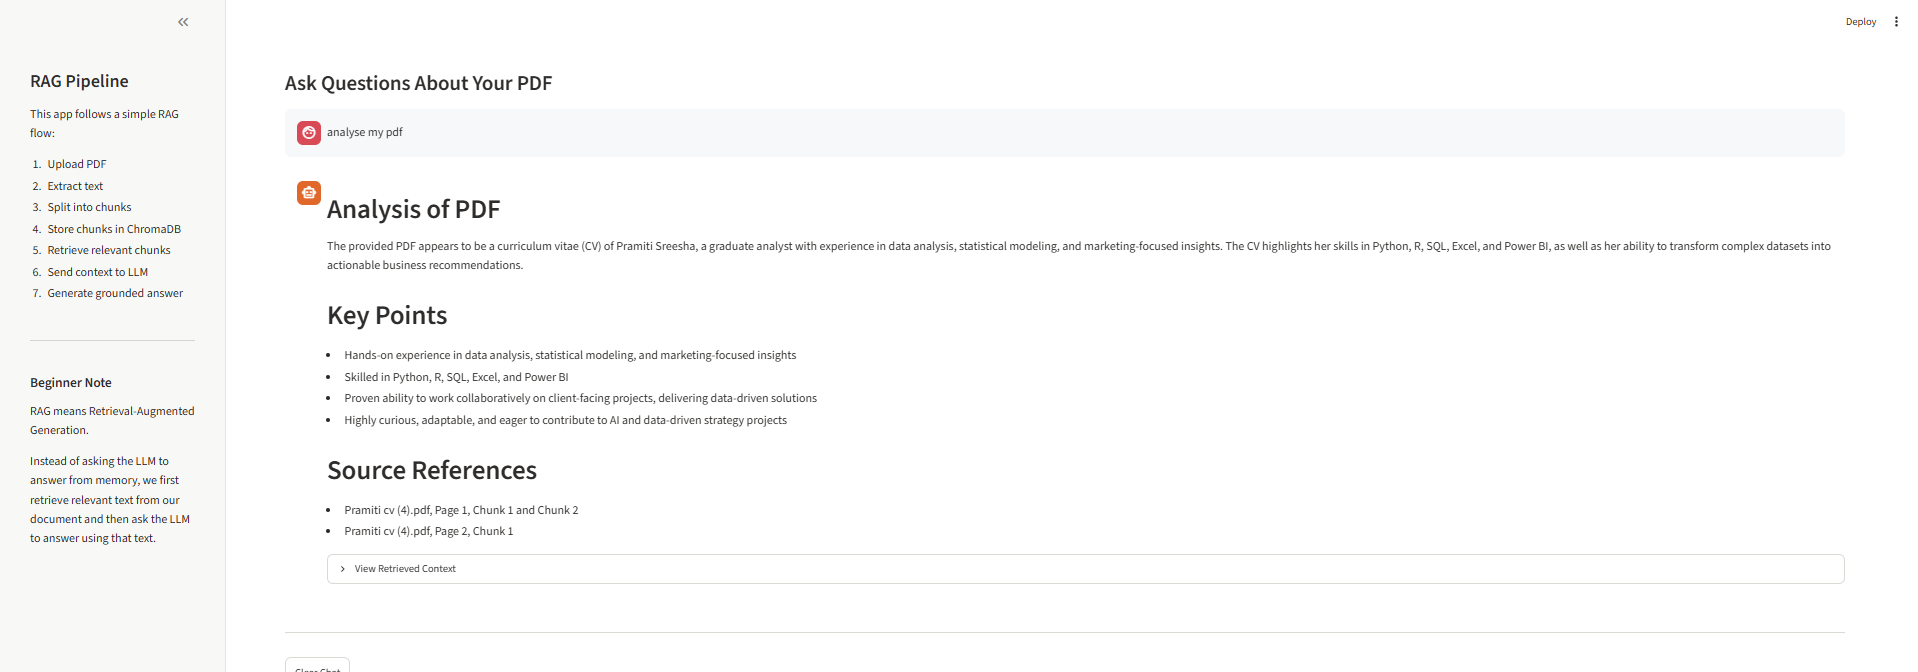 Deploy
RAG Pipeline
This app follows a simple RAG
flow:
1. Upload PDF
2. Extract text
3. Split into chunks
4. Store chunks in ChromaDB
5. Retrieve relevant chunks
6. Send context to LLM
7. Generate grounded answer
Beginner Note
RAG means Retrieval-Augmented
Generation.
Instead of asking the LLM to
answer from memory, we first
retrieve relevant text from our
document and then ask the LLM
to answer using that text.
Ask Questions About Your PDF
analyse my pdf
Analysis of PDF
The provided PDF appears to be a curriculum vitae (CV) of Pramiti Sreesha, a graduate analyst with experience in data analysis, statistical modeling, and marketing-focused insights. The CV highlights her skills in Python, R, SQL, Excel, and Power BI, as well as her ability to transform complex datasets into
actionable business recommendations.
Key Points
• Hands-on experience in data analysis, statistical modeling, and marketing-focused insights
• Skilled in Python, R, SQL, Excel, and Power BI
• Proven ability to work collaboratively on client-facing projects, delivering data-driven solutions
• Highly curious, adaptable, and eager to contribute to AI and data-driven strategy projects
Source References
• Pramiti cv (4).pdf, Page 1, Chunk 1 and Chunk 2
• Pramiti cv (4).pdf, Page 2, Chunk 1
View Retrieved Context
Clear Chat